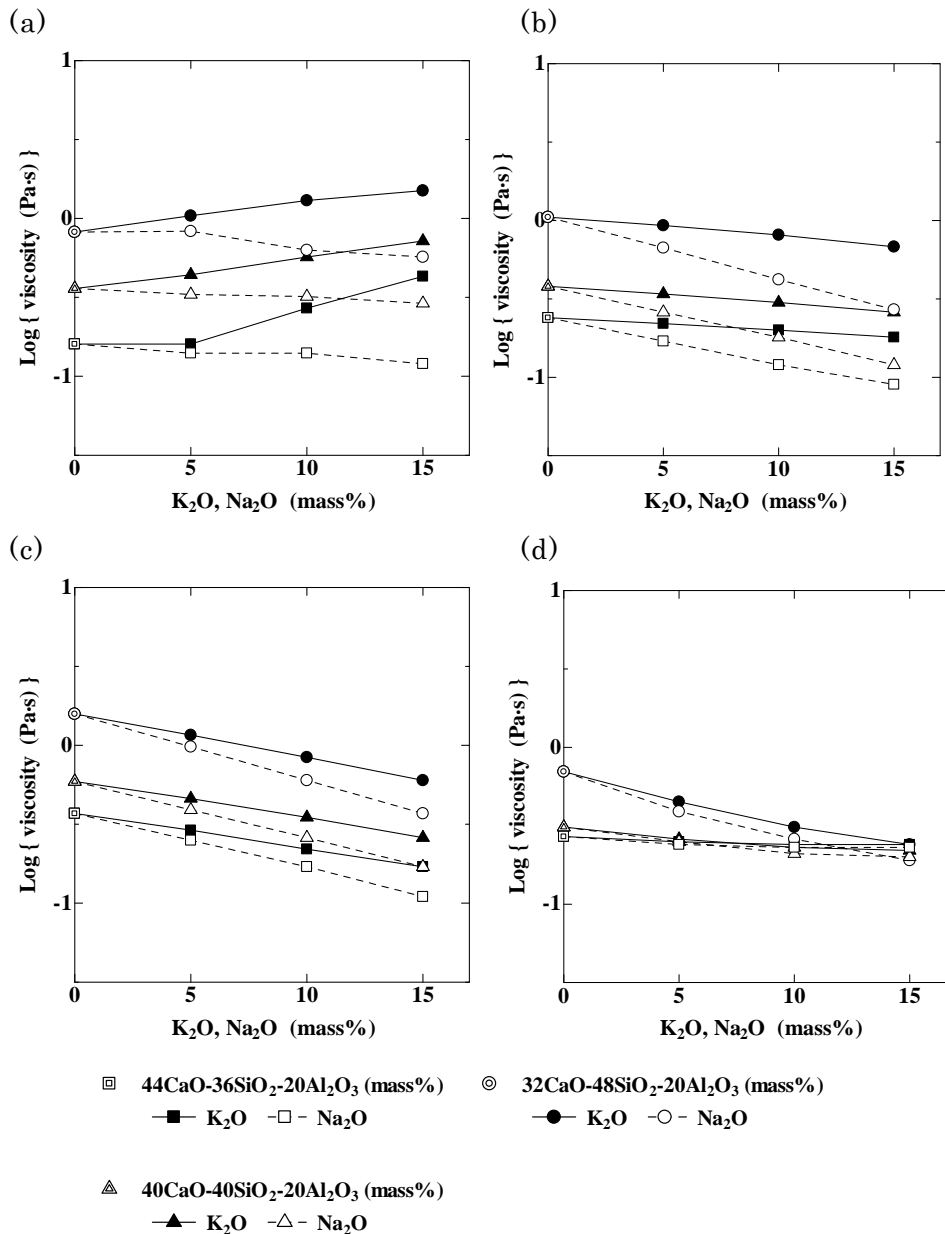 (a)
1
0
-1
Log { viscosity (Pa·s) }
0 5 10 15
K₂O, Na₂O (mass%)
(b)
1
0
-1
Log { viscosity (Pa·s) }
0 5 10 15
K₂O, Na₂O (mass%)
(c)
1
0
-1
Log { viscosity (Pa·s) }
0 5 10 15
K₂O, Na₂O (mass%)
(d)
1
0
-1
Log { viscosity (Pa·s) }
0 5 10 15
K₂O, Na₂O (mass%)
44CaO-36SiO₂-20Al₂O₃ (mass%)
K₂O Na₂O
32CaO-48SiO₂-20Al₂O₃ (mass%)
K₂O Na₂O
40CaO-40SiO₂-20Al₂O₃ (mass%)
K₂O Na₂O